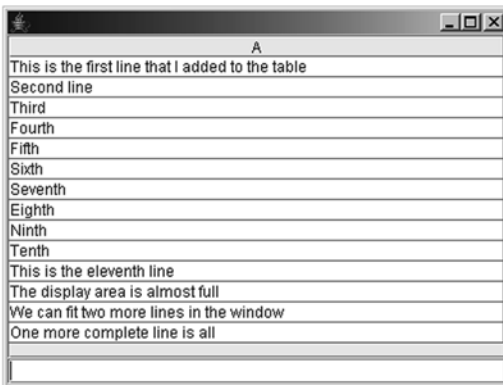 A
This is the first line that I added to the table
Second line
Third
Fourth
Fifth
Sixth
Seventh
Eighth
Ninth
Tenth
This is the eleventh line
The display area is almost full
We can fit two more lines in the window
One more complete line is all